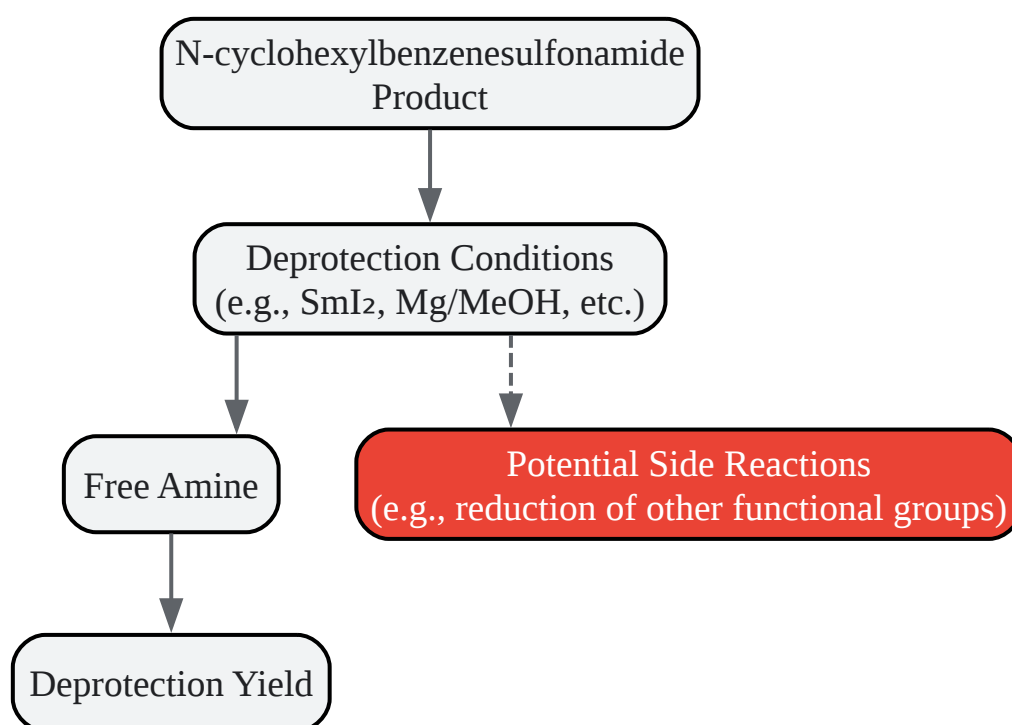 N-cyclohexylbenzenesulfonamide
Product
Deprotection Conditions
(e.g., SmI₂, Mg/MeOH, etc.)
Free Amine
Potential Side Reactions
(e.g., reduction of other functional groups)
Deprotection Yield